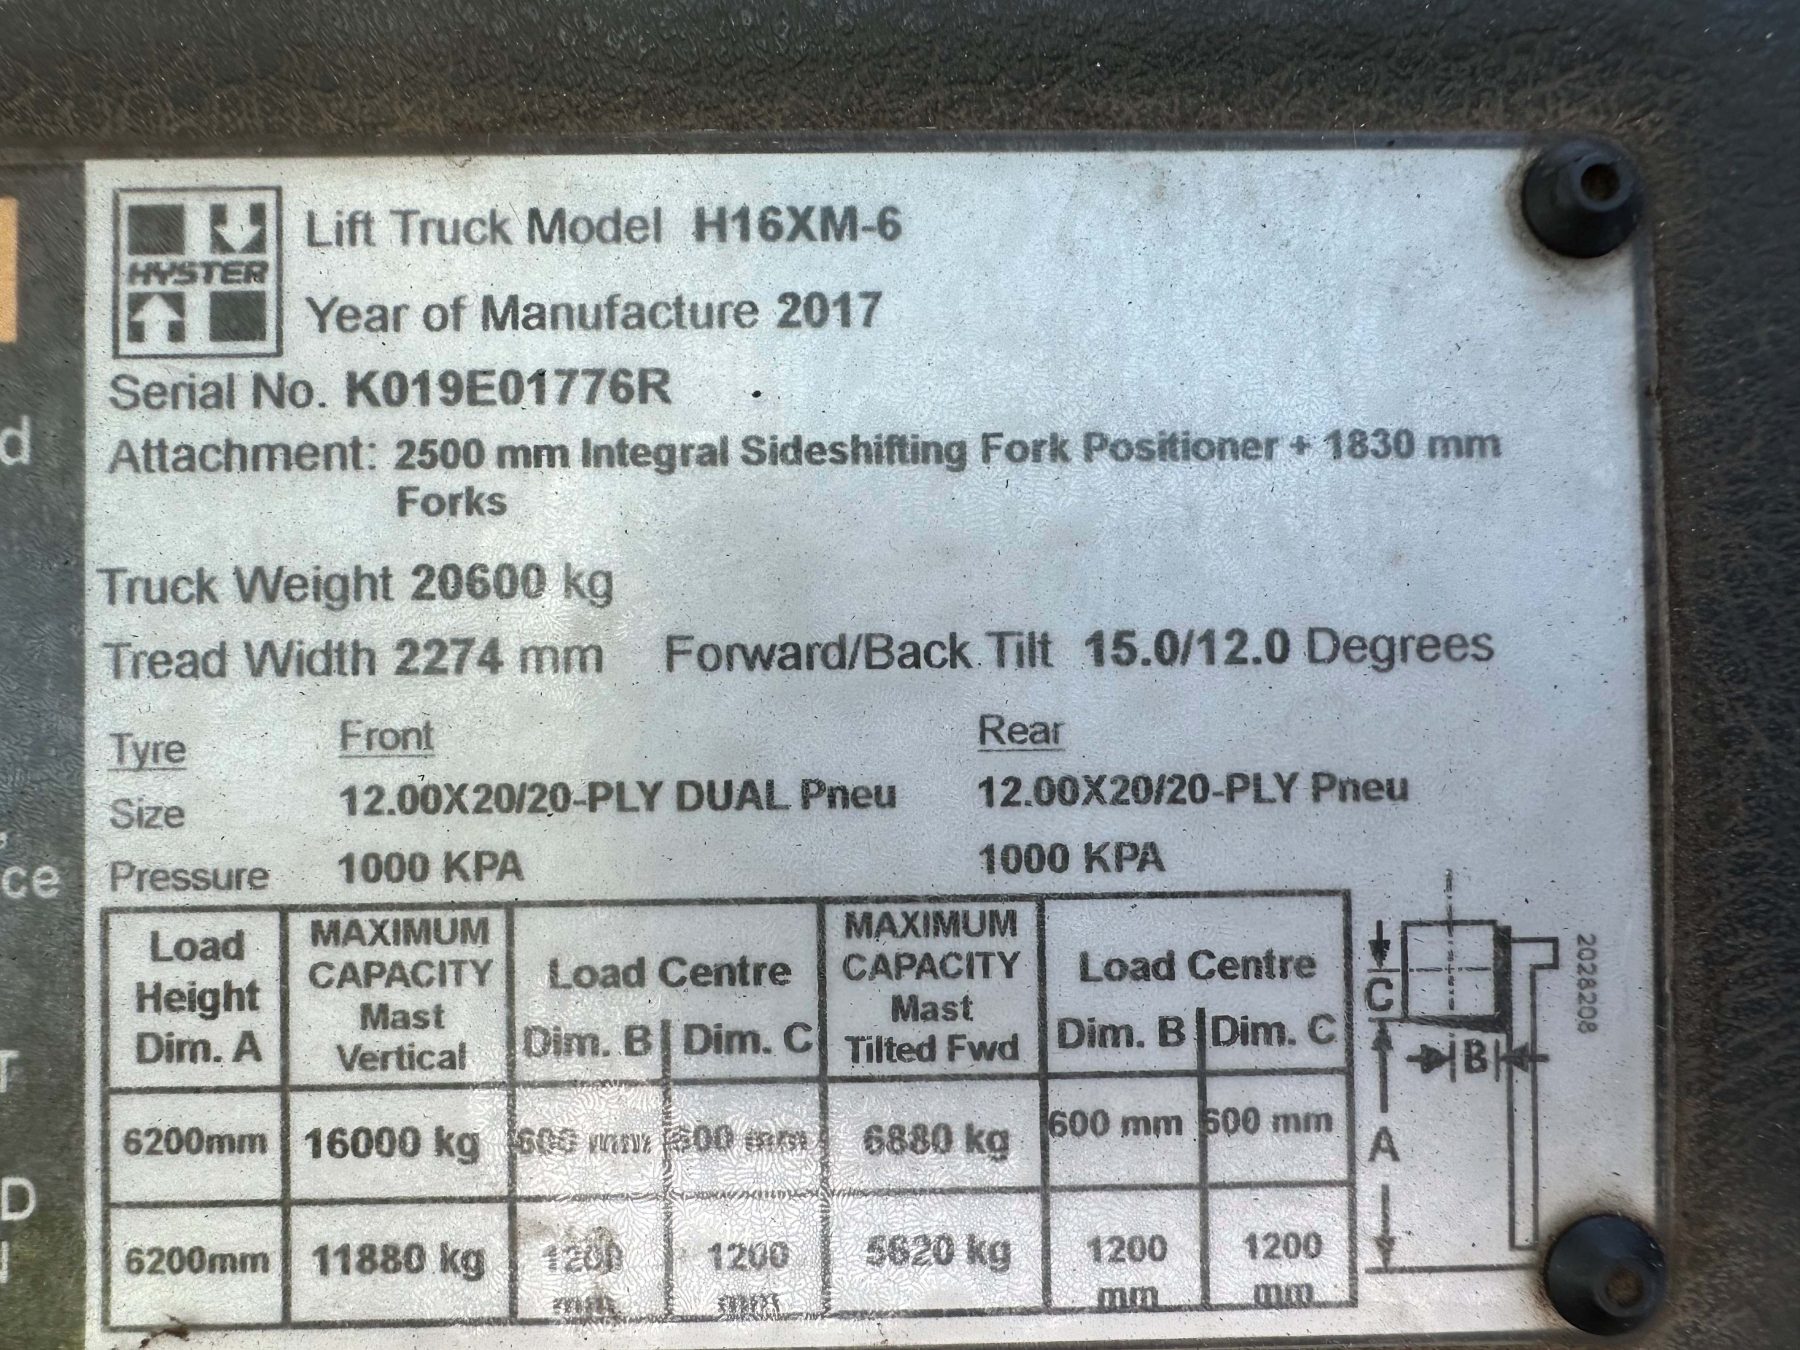 HYSTER
Lift Truck Model H16XM-6
Year of Manufacture 2017
Serial No. K019E01776R
Attachment: 2500 mm Integral Sideshifting Fork Positioner + 1830 mm
Forks
Truck Weight 20600 kg
Tread Width 2274 mm Forward/Back Tilt 15.0/12.0 Degrees
Tyre Front Rear
Size 12.00X20/20-PLY DUAL Pneu 12.00X20/20-PLY Pneu
Pressure 1000 KPA 1000 KPA
Load Height Dim. A
MAXIMUM CAPACITY Mast Vertical
Load Centre
Dim. B Dim. C
MAXIMUM CAPACITY Mast Tilted Fwd
Load Centre
Dim. B Dim. C
6200mm 16000 kg 600 mm 600 mm 6880 kg 600 mm 600 mm
6200mm 11880 kg 1200 mm 1200 mm 5620 kg 1200 mm 1200 mm
C
B
A
2028208
d
ce
T
D